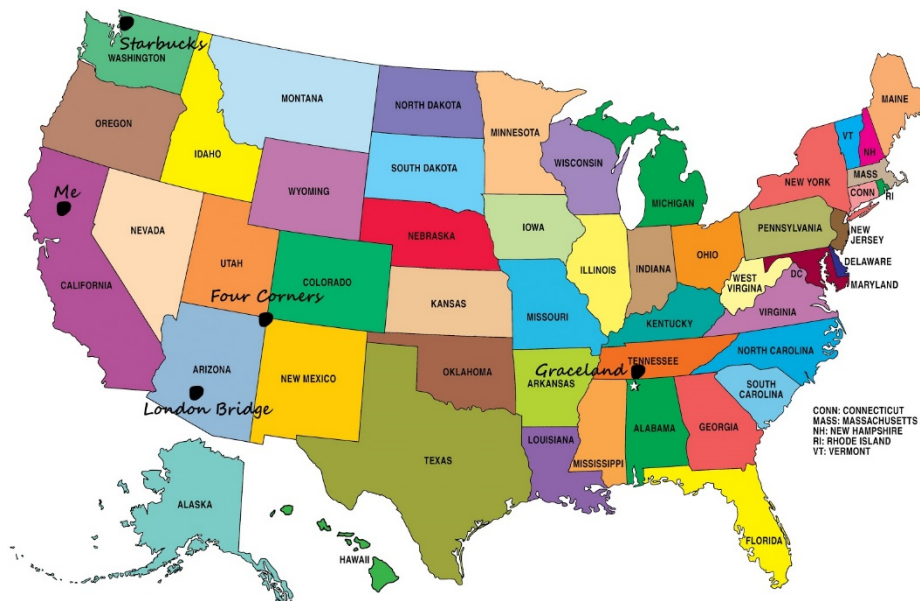 Starbucks
WASHINGTON
MONTANA
NORTH DAKOTA
MINNESOTA
MAINE
OREGON
IDAHO
VT
NH
WISCONSIN
SOUTH DAKOTA
MASS
NEW YORK
CONN
RI
Me
WYOMING
MICHIGAN
NEVADA
NEBRASKA
IOWA
PENNSYLVANIA
NEW
JERSEY
UTAH
COLORADO
ILLINOIS
INDIANA
OHIO
DC
DELAWARE
CALIFORNIA
Four Corners
WEST
VIRGINA
MARYLAND
KANSAS
MISSOURI
VIRGINIA
KENTUCKY
NORTH CAROLINA
Graceland
TENNESSEE
ARIZONA
NEW MEXICO
OKLAHOMA
ARKANSAS
SOUTH
CAROLINA
London Bridge
CONN: CONNECTICUT
MASS: MASSACHUSETTS
NH: NEW HAMPSHIRE
RI: RHODE ISLAND
VT: VERMONT
TEXAS
LOUISIANA
MISSISSIPPI
ALABAMA
GEORGIA
ALASKA
HAWAII
FLORIDA